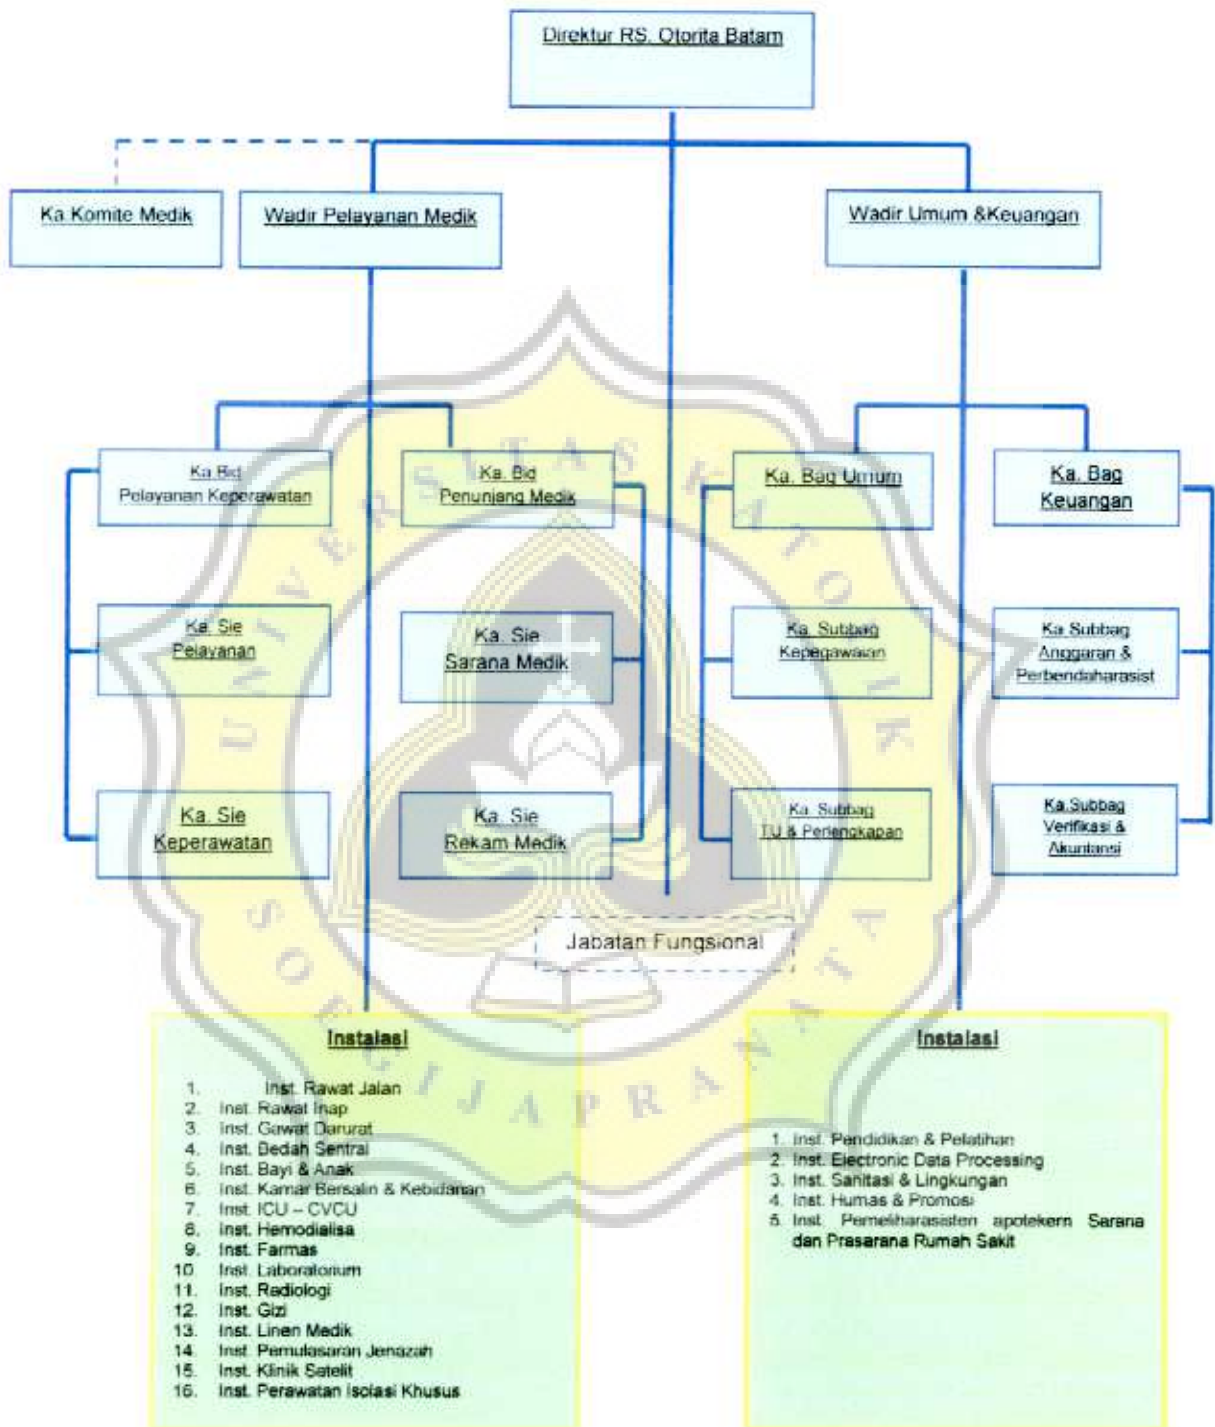 Direktur RS. Otorita Batam
Ka.Komite Medik
Wadir Pelayanan Medik
Wadir Umum &Keuangan
Ka.Bid
Pelayanan Keperawatan
Ka. Bid
Penunjang Medik
Ka. Bag Umum
Ka. Bag
Keuangan
Ka. Sie
Pelayanan
Ka. Sie
Sarana Medik
Ka. Subbag
Kepegawaian
Ka.Subbag
Anggaran &
Perbendaharasist
Ka. Sie
Keperawatan
Ka. Sie
Rekam Medik
Ka. Subbag
TU & Perlengkapan
Ka.Subbag
Verifikasi &
Akuntansi
Jabatan Fungsional
Instalasi
1. Inst. Rawat Jalan
2. Inst. Rawat Inap
3. Inst. Gawat Darurat
4. Inst. Bedah Sentral
5. Inst. Bayi & Anak
6. Inst. Kamar Bersalin & Kebidanan
7. Inst. ICU – CVCU
8. Inst. Hemodialisa
9. Inst. Farmas
10. Inst. Laboratorium
11. Inst. Radiologi
12. Inst. Gizi
13. Inst. Linen Medik
14. Inst. Pemulasaran Jenazah
15. Inst. Klinik Satelit
16. Inst. Perawatan Isolasi Khusus
Instalasi
1. Inst. Pendidikan & Pelatihan
2. Inst. Electronic Data Processing
3. Inst. Sanitasi & Lingkungan
4. Inst. Humas & Promosi
5. Inst. Pemeliharasisten apotekern Sarana
dan Prasarana Rumah Sakit
UNIVERSITAS KATOLIK
SOEGIJAPRANATA